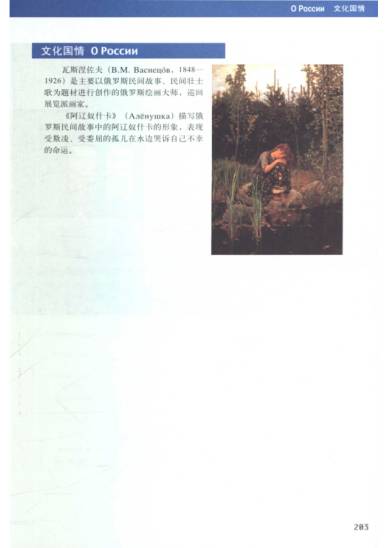 О России 文化国情
文化国情 О России
瓦斯涅佐夫（В.М. Васнецо́в, 1848—
1926）是主要以俄罗斯民间故事、民间壮士
歌为题材进行创作的俄罗斯绘画大师，巡回
展览派画家。
《阿辽奴什卡》（Алёнушка）描写俄
罗斯民间故事中的阿辽奴什卡的形象，表现
受欺凌、受委屈的孤儿在水边哭诉自己不幸
的命运。
203